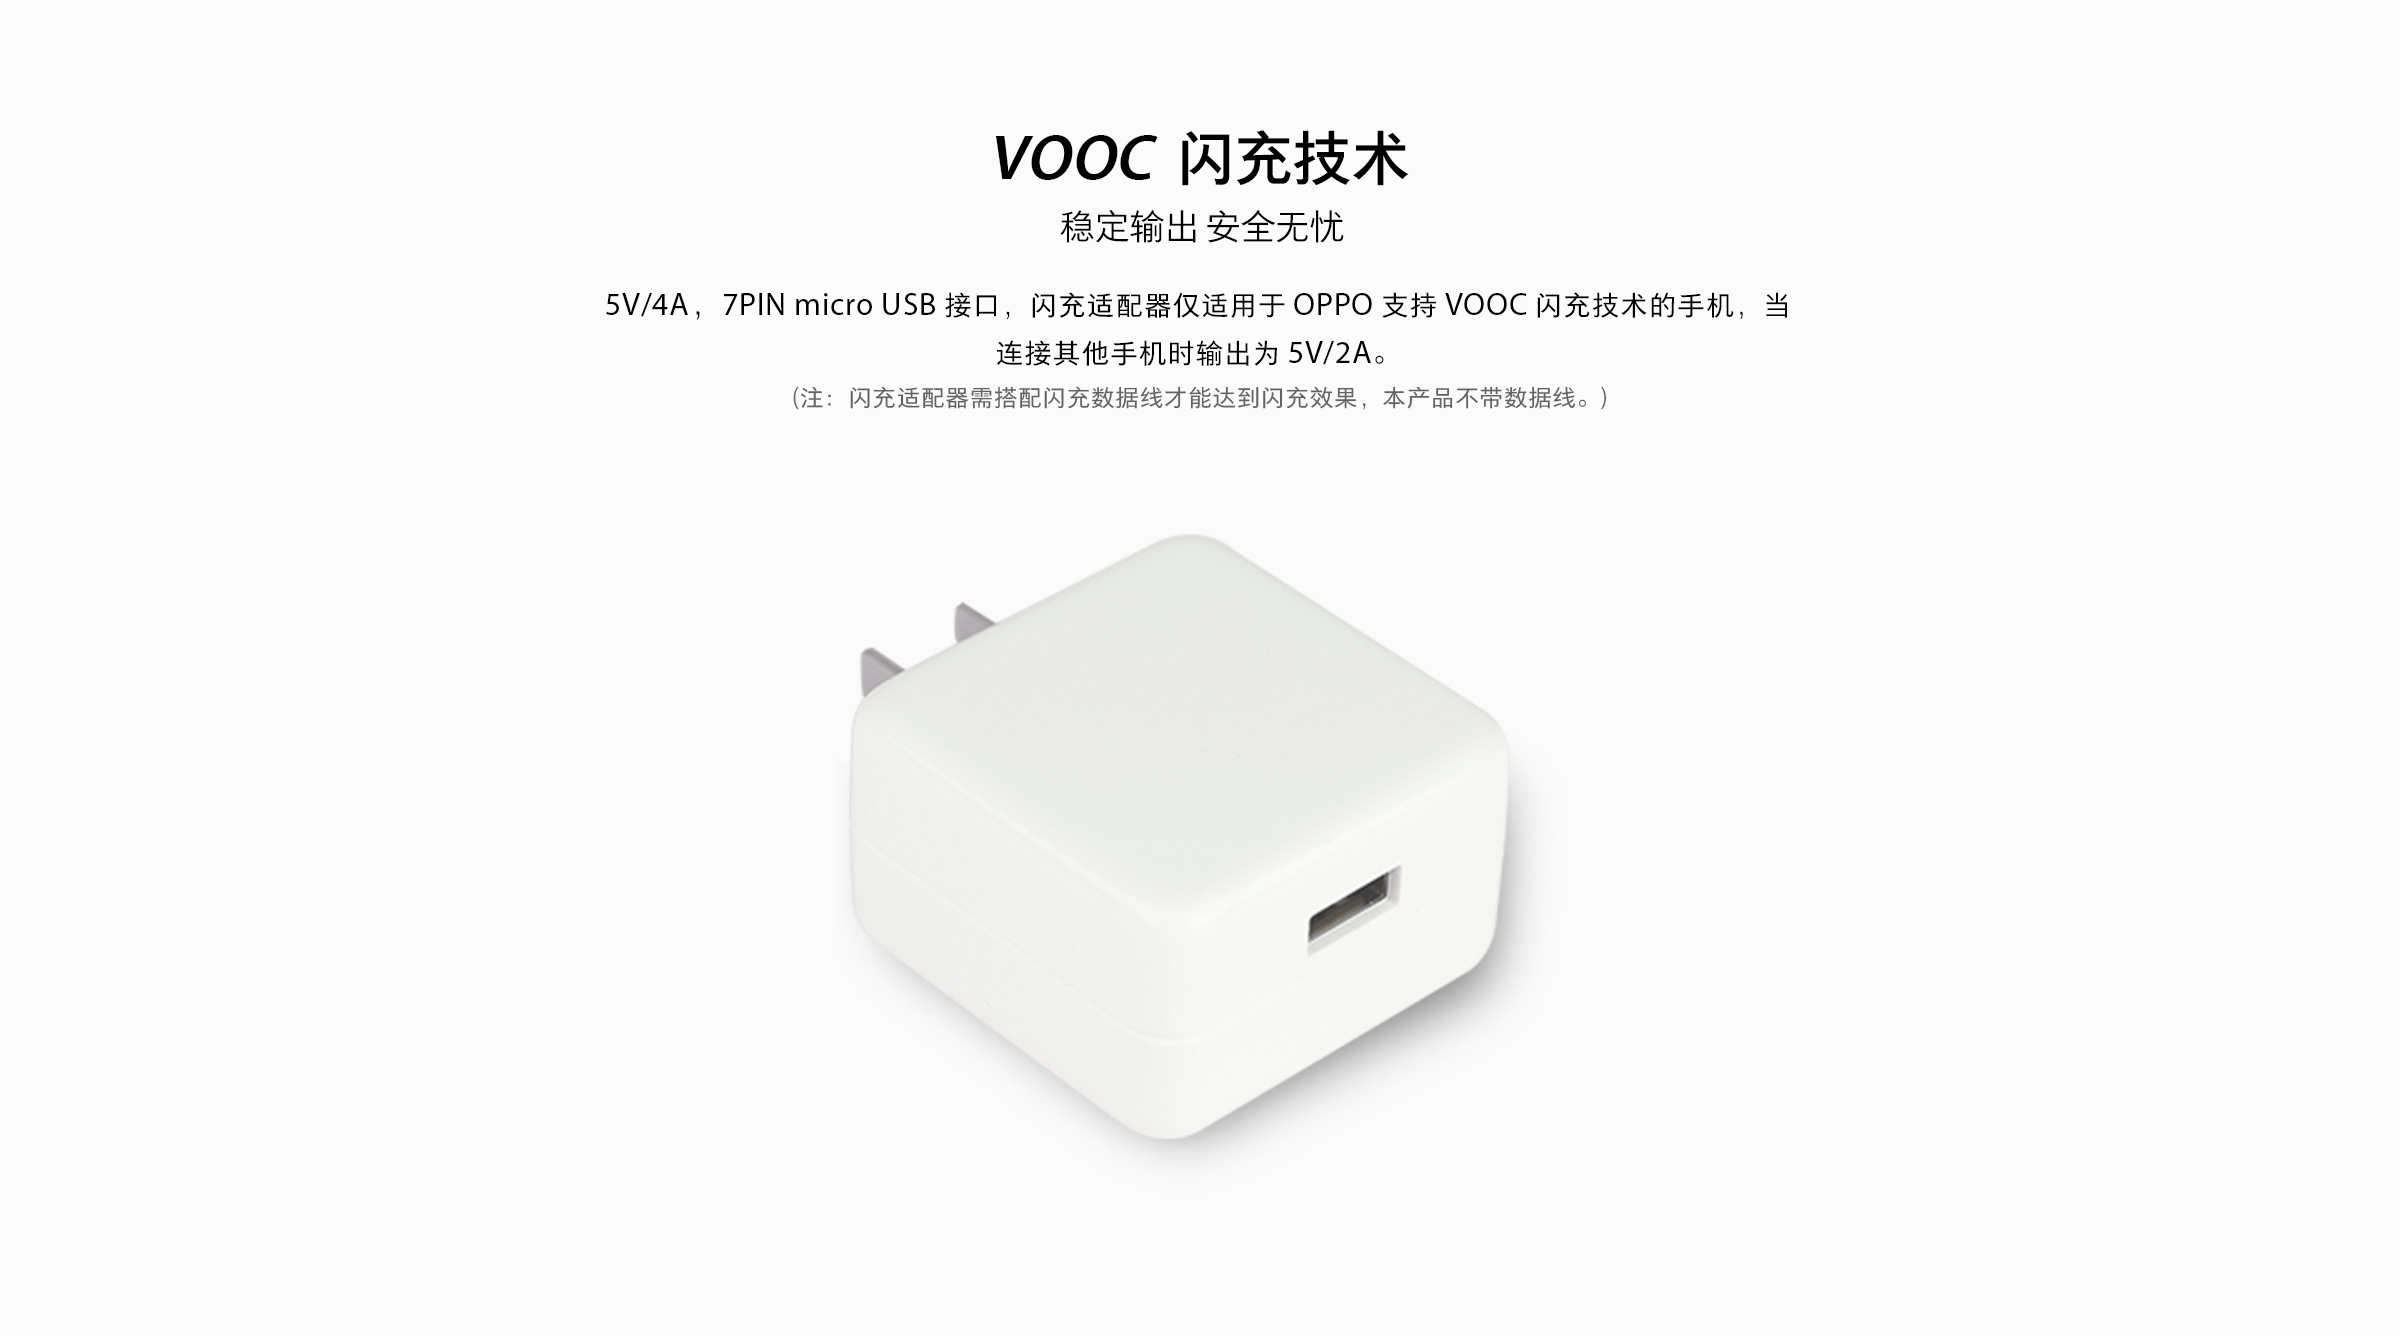 VOOC 闪充技术
稳定输出 安全无忧
5V/4A，7PIN micro USB 接口，闪充适配器仅适用于 OPPO 支持 VOOC 闪充技术的手机，当
连接其他手机时输出为 5V/2A。
(注：闪充适配器需搭配闪充数据线才能达到闪充效果，本产品不带数据线。)